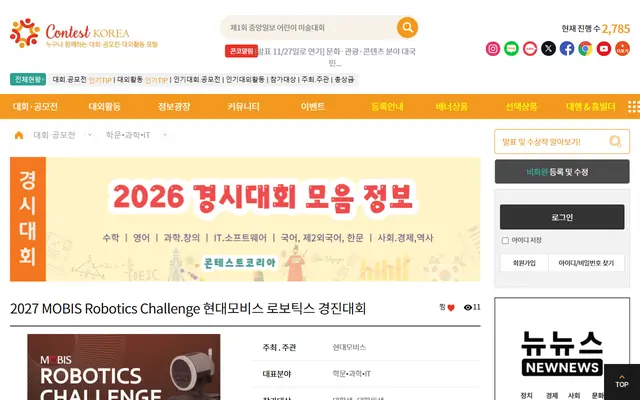 Contest KOREA
누구나 함께하는 대회·공모전·대외활동 포털
제1회 중앙일보 어린이 미술대회
현재 진행 수 2,785
콘코알림
발표 11/27일로 연기] 문화·관광·콘텐츠 분야 대국민...
전체현황
대회.공모전 인기TIP | 대외활동 인기TIP | 인기대회.공모전 | 인기대외활동 | 참가대상 | 주최.주관 | 총상금
대회·공모전 대외활동 정보광장 커뮤니티 이벤트 등록안내 배너상품 선택상품 대행&홈빌더
대회·공모전 학문•과학•IT
발표 및 수상작 알아보기!
비회원 등록 및 수정
경시대회
2026 경시대회 모음 정보
수학 | 영어 | 과학.창의 | IT.소프트웨어 | 국어, 제2외국어, 한문 | 사회.경제,역사
콘테스트코리아
로그인
아이디 저장
회원가입 아이디/비밀번호 찾기
2027 MOBIS Robotics Challenge 현대모비스 로보틱스 경진대회
찜 11
MOBIS
ROBOTICS
CHALLENGE
주최 . 주관 현대모비스
대표분야 학문•과학•IT
참가대상 대학생, 대학원생
뉴뉴스
NEWNEWS
정치 경제 사회 문화
TOP